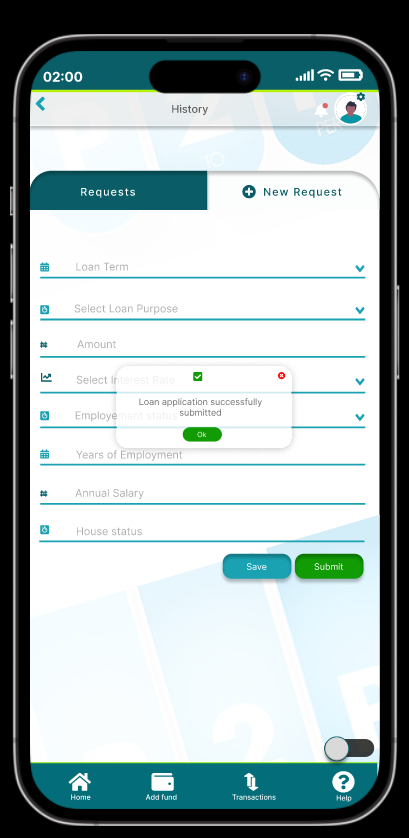 02:00
History
Requests
New Request
Loan Term
Select Loan Purpose
Amount
Select Interest Rate
Loan application successfully
submitted
Employement status
Ok
Years of Employment
Annual Salary
House status
Save
Submit
Home
Add fund
Transactions
Help